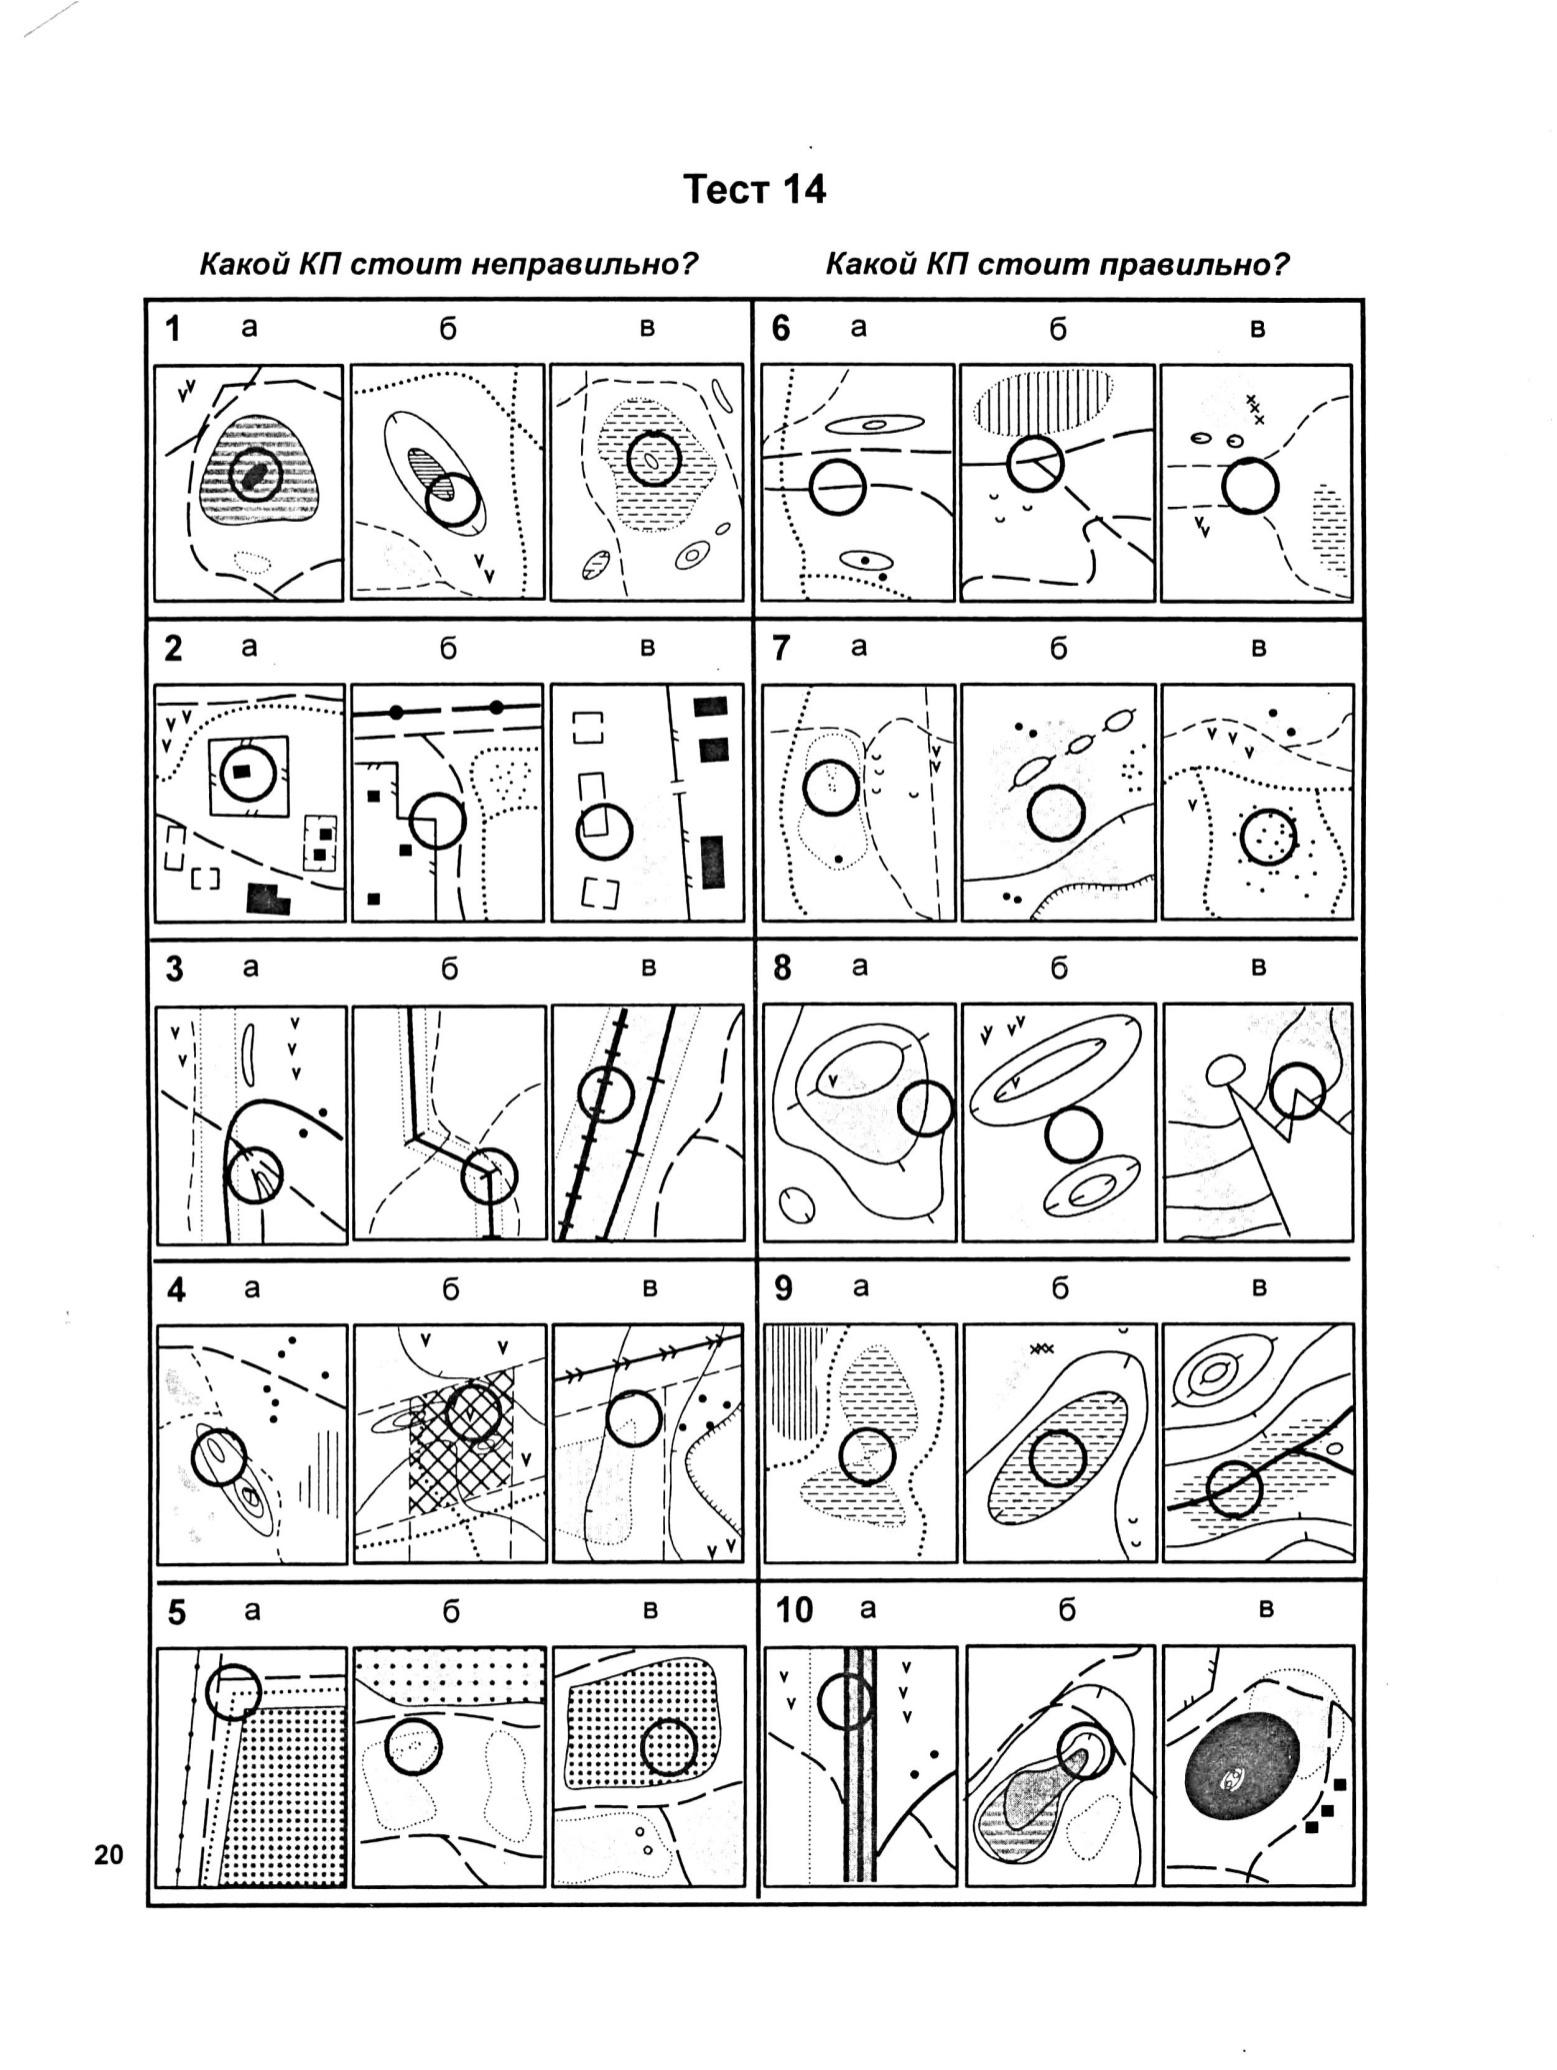 Тест 14
Какой КП стоит неправильно? Какой КП стоит правильно?
1 а б в 6 а б в
2 а б в 7 а б в
3 а б в 8 а б в
4 а б в 9 а б в
5 а б в 10 а б в
20